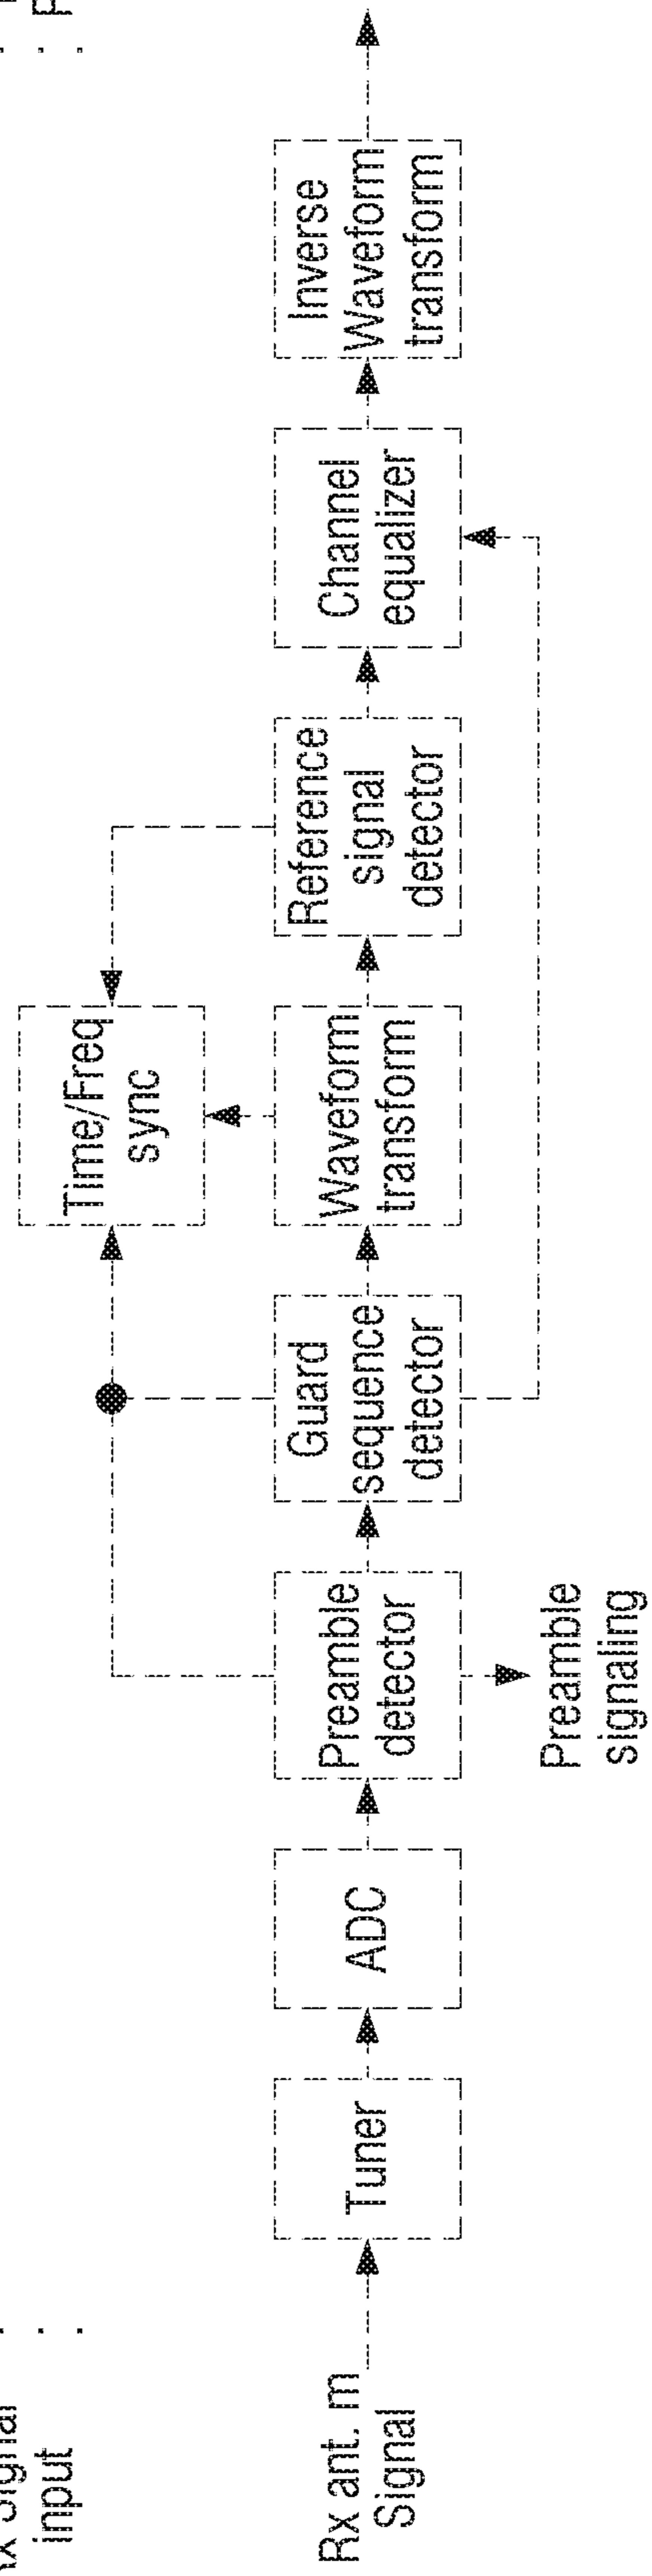 input
Rx ant. m
Signal
Tuner
ADC
Preamble
detector
Preamble
signaling
Guard
sequence
detector
Time/Freq
sync
Waveform
transform
Reference
signal
detector
Channel
equalizer
Inverse
Waveform
transform